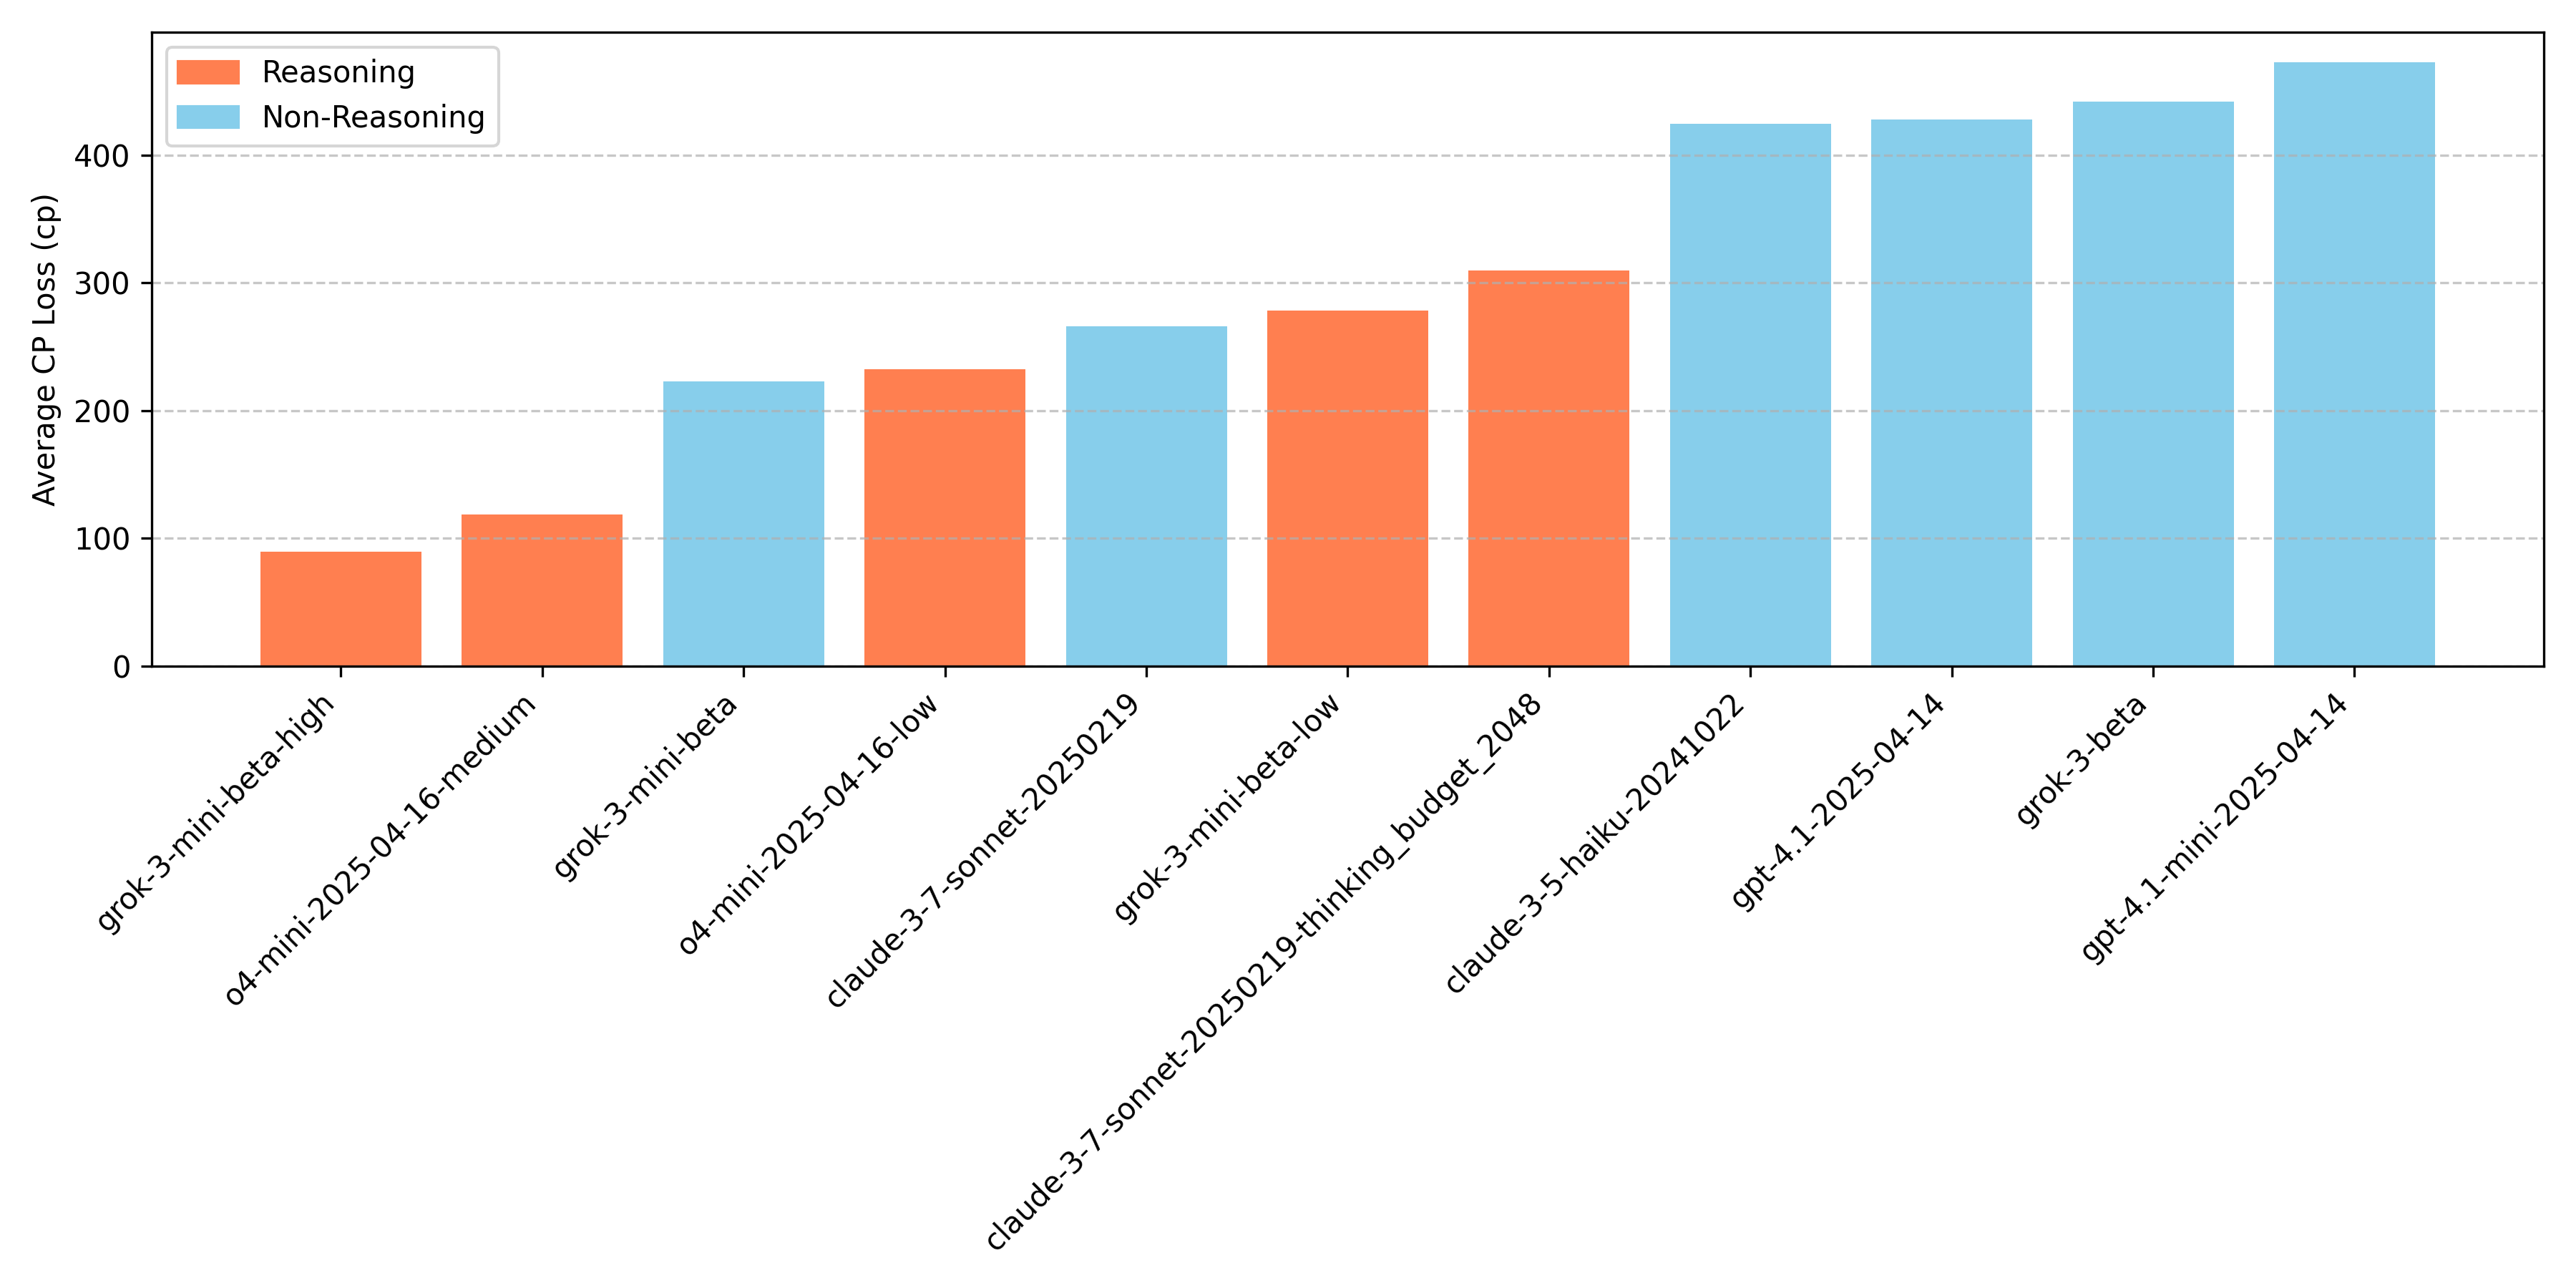 Reasoning
Non-Reasoning
Average CP Loss (cp)
400
300
200
100
0
grok-3-mini-beta-high
o4-mini-2025-04-16-medium
grok-3-mini-beta
o4-mini-2025-04-16-low
claude-3-7-sonnet-20250219
grok-3-mini-beta-low
claude-3-7-sonnet-20250219-thinking_budget_2048
claude-3-5-haiku-20241022
gpt-4.1-2025-04-14
grok-3-beta
gpt-4.1-mini-2025-04-14